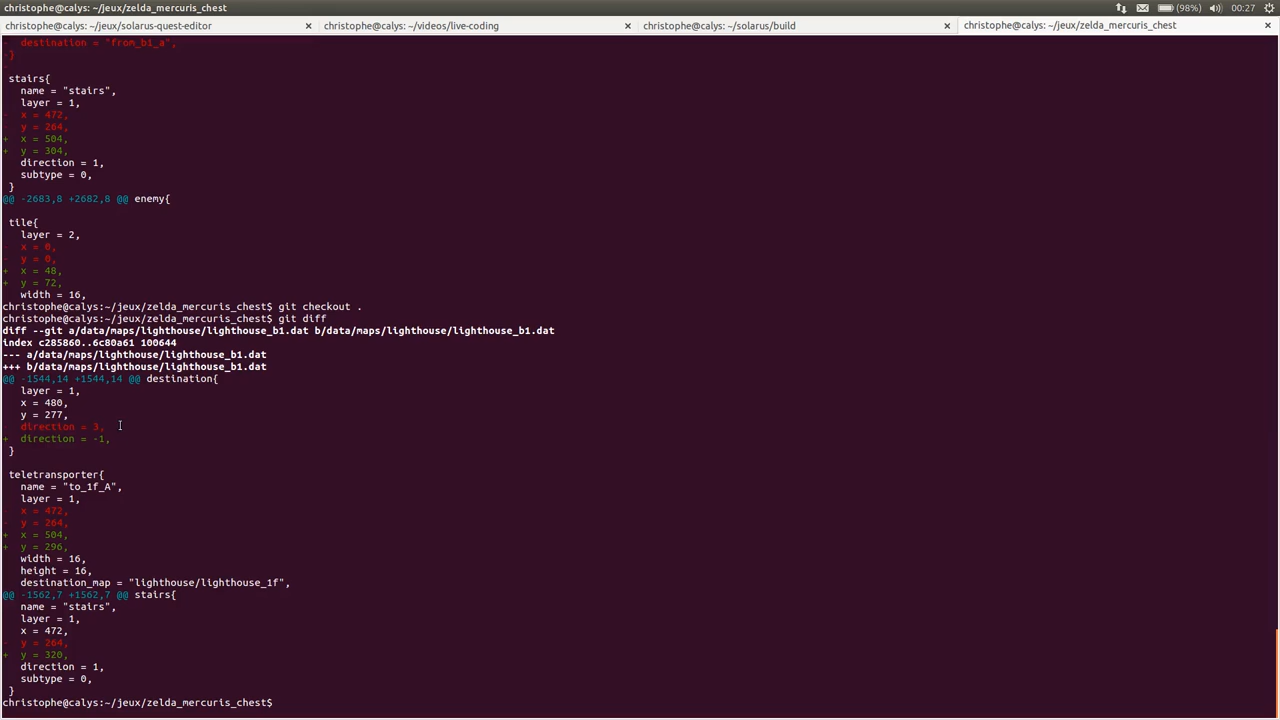 christophe@calys: ~/jeux/zelda_mercuris_chest
(98%)
00:27
christophe@calys: ~/jeux/solarus-quest-editor
christophe@calys: ~/videos/live-coding
christophe@calys: ~/solarus/build
christophe@calys: ~/jeux/zelda_mercuris_chest
-  destination = "from_b1_a",
-}
-
 stairs{
   name = "stairs",
   layer = 1,
-  x = 472,
-  y = 264,
+  x = 504,
+  y = 304,
   direction = 1,
   subtype = 0,
 }
@@ -2683,8 +2682,8 @@ enemy{
 tile{
   layer = 2,
-  x = 0,
-  y = 0,
+  x = 48,
+  y = 72,
   width = 16,
christophe@calys:~/jeux/zelda_mercuris_chest$ git checkout .
christophe@calys:~/jeux/zelda_mercuris_chest$ git diff
diff --git a/data/maps/lighthouse/lighthouse_b1.dat b/data/maps/lighthouse/lighthouse_b1.dat
index c285860..6c80a61 100644
--- a/data/maps/lighthouse/lighthouse_b1.dat
+++ b/data/maps/lighthouse/lighthouse_b1.dat
@@ -1544,14 +1544,14 @@ destination{
   layer = 1,
   x = 480,
   y = 277,
-  direction = 3,
+  direction = -1,
 }
 teletransporter{
   name = "to_1f_A",
   layer = 1,
-  x = 472,
-  y = 264,
+  x = 504,
+  y = 296,
   width = 16,
   height = 16,
   destination_map = "lighthouse/lighthouse_1f",
@@ -1562,7 +1562,7 @@ stairs{
   name = "stairs",
   layer = 1,
   x = 472,
-  y = 264,
+  y = 320,
   direction = 1,
   subtype = 0,
 }
christophe@calys:~/jeux/zelda_mercuris_chest$